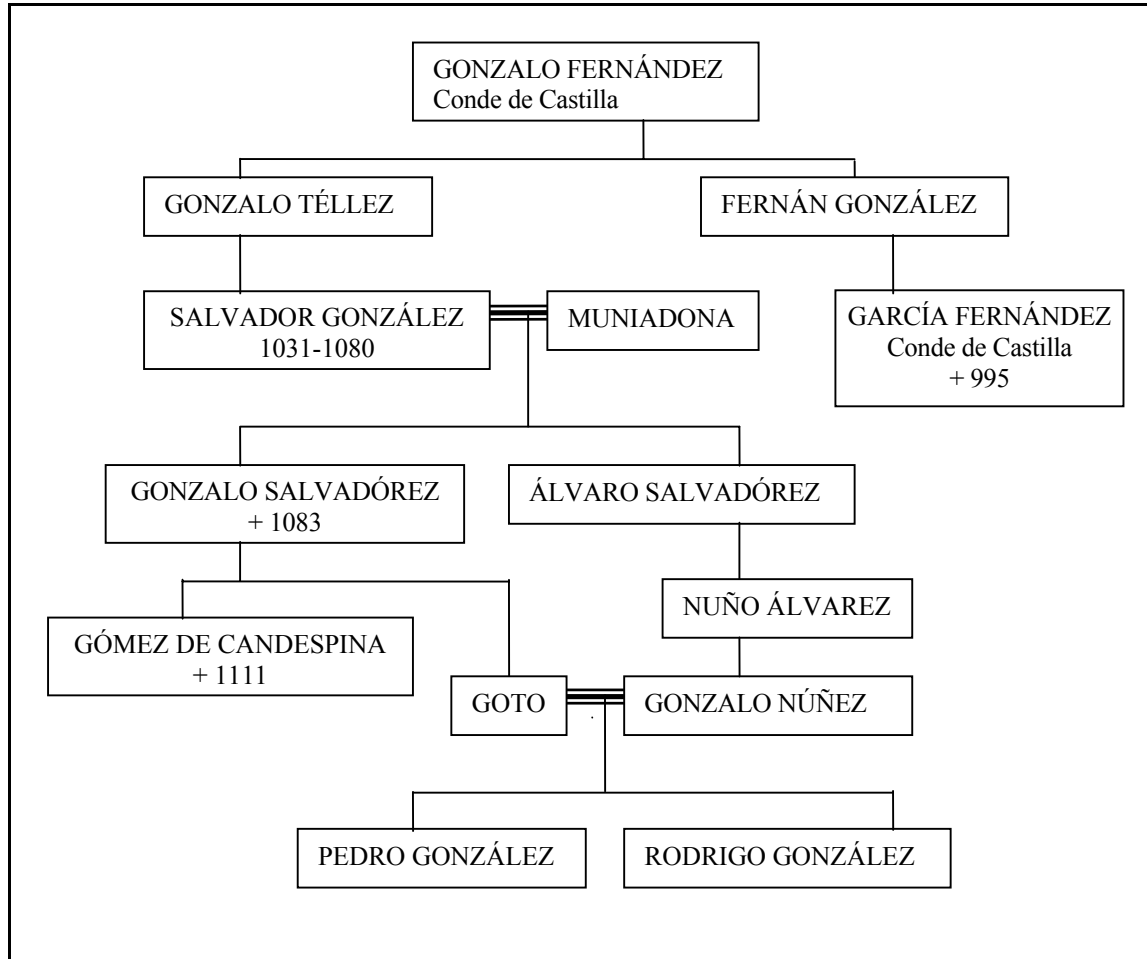 GONZALO FERNÁNDEZ
Conde de Castilla
GONZALO TÉLLEZ
FERNÁN GONZÁLEZ
SALVADOR GONZÁLEZ
1031-1080
MUNIADONA
GARCÍA FERNÁNDEZ
Conde de Castilla
+ 995
GONZALO SALVADÓREZ
+ 1083
ÁLVARO SALVADÓREZ
NUÑO ÁLVAREZ
GÓMEZ DE CANDESPINA
+ 1111
GOTO
GONZALO NÚÑEZ
PEDRO GONZÁLEZ
RODRIGO GONZÁLEZ